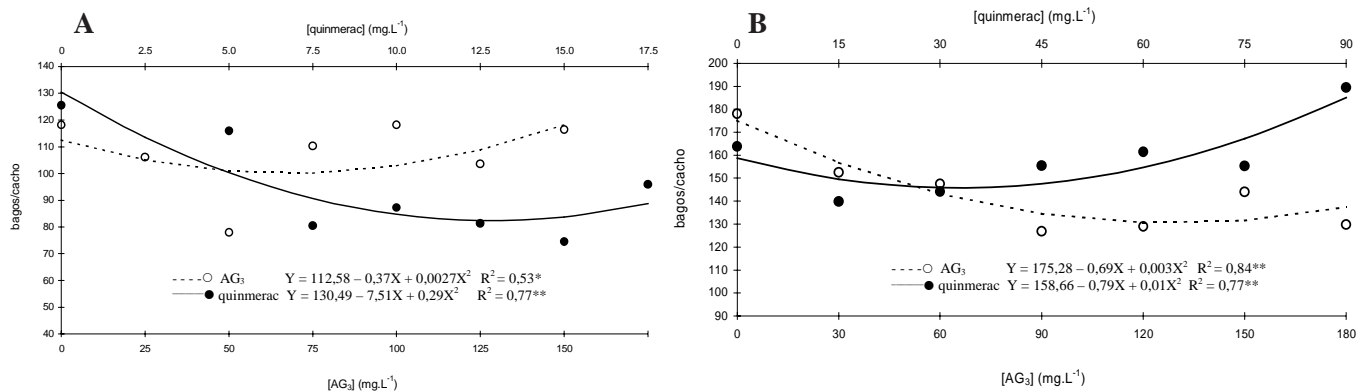 A
[quinmerac] (mg.L⁻¹)
0 2.5 5.0 7.5 10.0 12.5 15.0 17.5
140
130
120
110
100
90
80
70
60
50
40
bagos/cacho
AG₃ Y = 112,58 – 0,37X + 0,0027X² R² = 0,53*
quinmerac Y = 130,49 – 7,51X + 0,29X² R² = 0,77**
0 25 50 75 100 125 150
[AG₃] (mg.L⁻¹)
B
[quinmerac] (mg.L⁻¹)
0 15 30 45 60 75 90
200
190
180
170
160
150
140
130
120
110
100
90
bagos/cacho
AG₃ Y = 175,28 – 0,69X + 0,003X² R² = 0,84**
quinmerac Y = 158,66 – 0,79X + 0,01X² R² = 0,77**
0 30 60 90 120 150 180
[AG₃] (mg.L⁻¹)